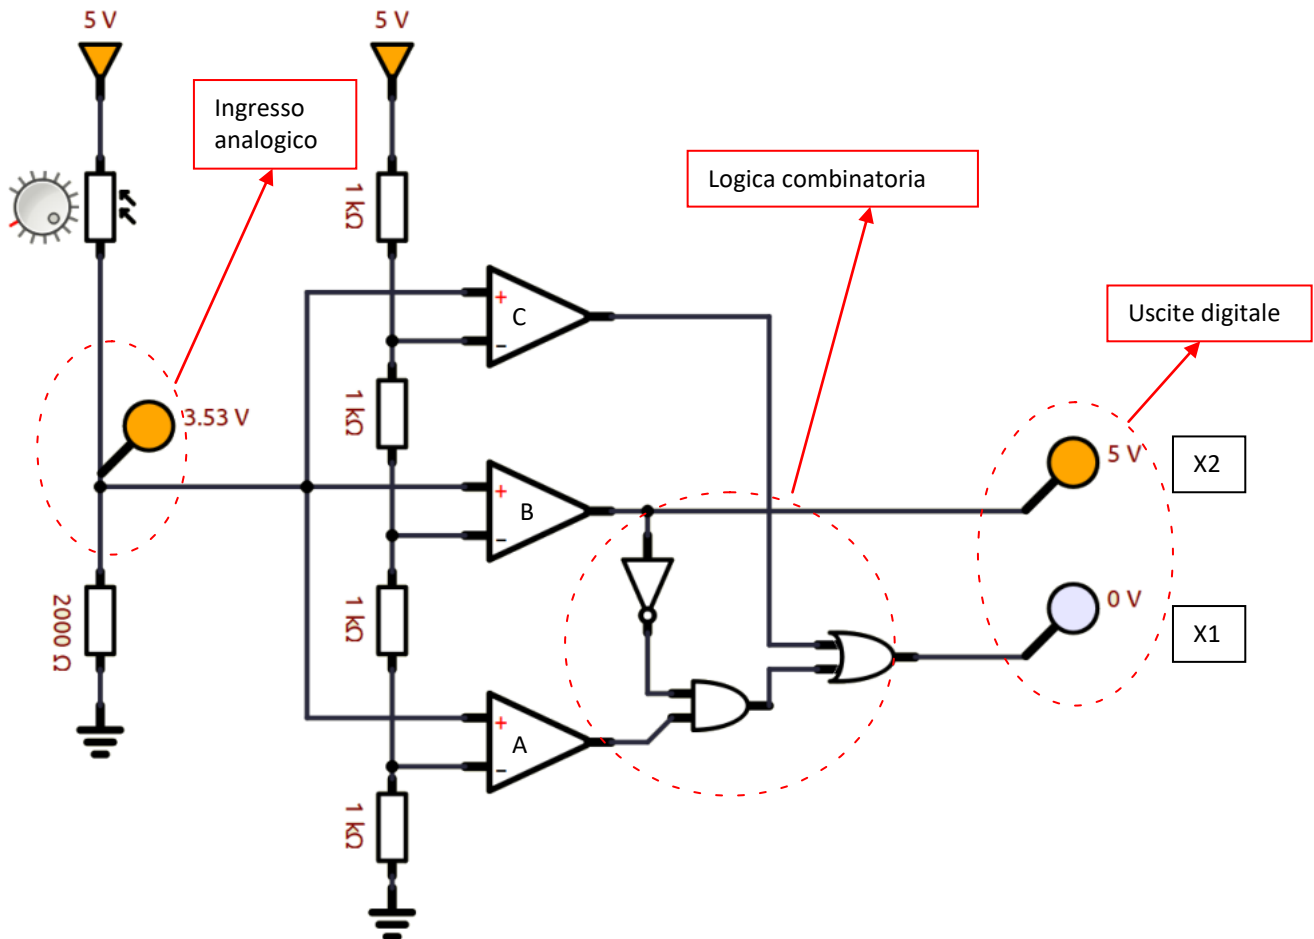 5 V
5 V
Ingresso
analogico
Logica combinatoria
1 kΩ
Uscite digitale
+
C
−
1 kΩ
3.53 V
5 V
X2
+
B
−
2000 Ω
1 kΩ
0 V
X1
+
A
−
1 kΩ